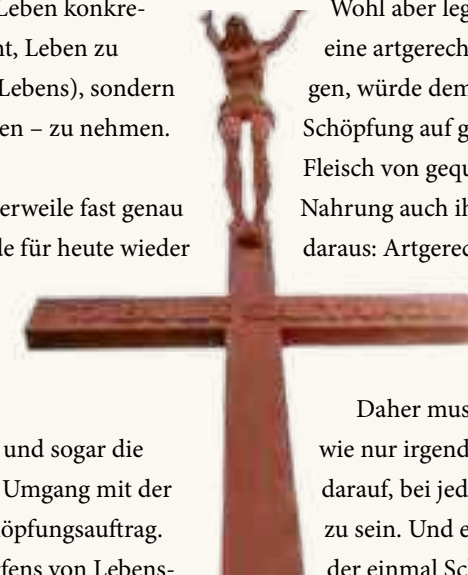 Leben konkre-
nt, Leben zu
Lebens), sondern
en – zu nehmen.
erweile fast genau
le für heute wieder
und sogar die
Umgang mit der
öpfungsauftrag.
fens von Lebens-
Wohl aber leg
eine artgerech
gen, würde dem
Schöpfung auf g
Fleisch von gequ
Nahrung auch ih
daraus: Artgerec
Daher mus
wie nur irgend
darauf, bei jed
zu sein. Und e
der einmal Sc